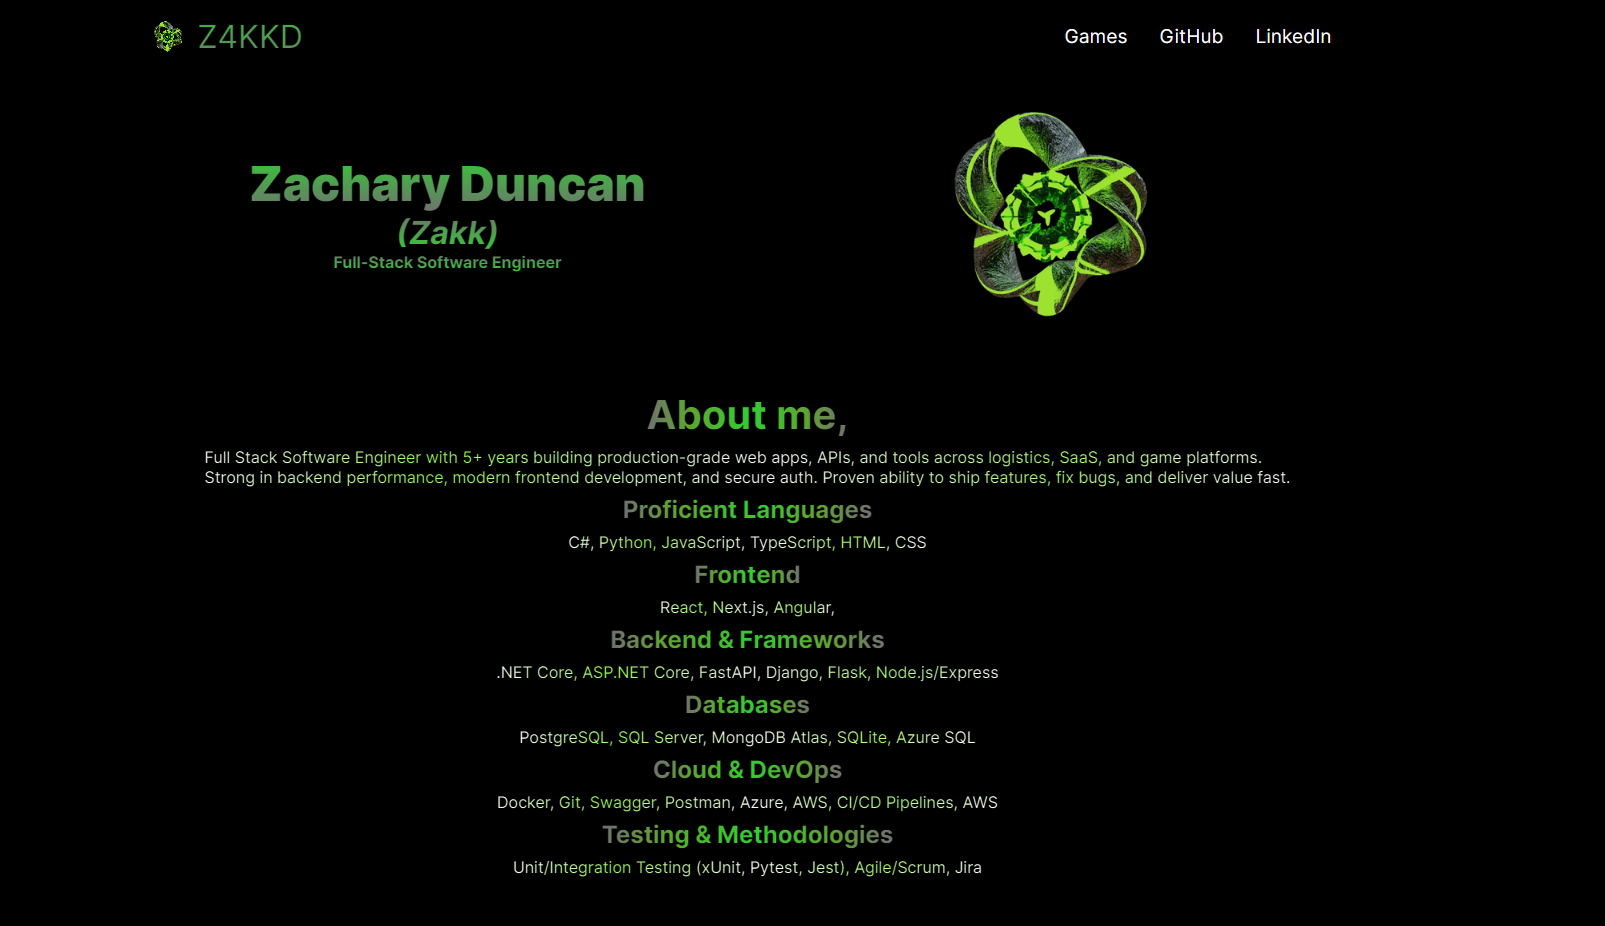 Z4KKD
Games GitHub LinkedIn
Zachary Duncan
(Zakk)
Full-Stack Software Engineer
About me,
Full Stack Software Engineer with 5+ years building production-grade web apps, APIs, and tools across logistics, SaaS, and game platforms.
Strong in backend performance, modern frontend development, and secure auth. Proven ability to ship features, fix bugs, and deliver value fast.
Proficient Languages
C#, Python, JavaScript, TypeScript, HTML, CSS
Frontend
React, Next.js, Angular,
Backend & Frameworks
.NET Core, ASP.NET Core, FastAPI, Django, Flask, Node.js/Express
Databases
PostgreSQL, SQL Server, MongoDB Atlas, SQLite, Azure SQL
Cloud & DevOps
Docker, Git, Swagger, Postman, Azure, AWS, CI/CD Pipelines, AWS
Testing & Methodologies
Unit/Integration Testing (xUnit, Pytest, Jest), Agile/Scrum, Jira